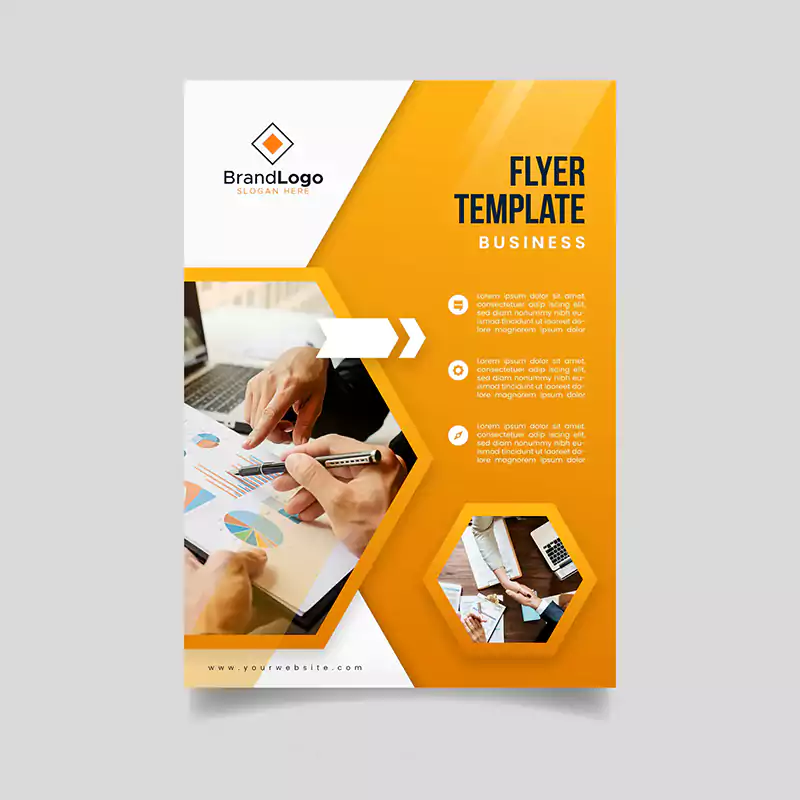 BrandLogo
SLOGAN HERE
FLYER
TEMPLATE
BUSINESS
Lorem ipsum dolor sit amet,
consectetuer adip iscing elit,
sed diam nonummy nibh eu-
ismod tincidunt ut labore do-
lore magnorem ipsum dolor
Lorem ipsum dolor sit amet,
consectetuer adip iscing elit,
sed diam nonummy nibh eu-
ismod tincidunt ut labore do-
lore magnorem ipsum dolor
Lorem ipsum dolor sit amet,
consectetuer adip iscing elit,
sed diam nonummy nibh eu-
ismod tincidunt ut labore do-
lore magnorem ipsum dolor
www.yourwebsite.com